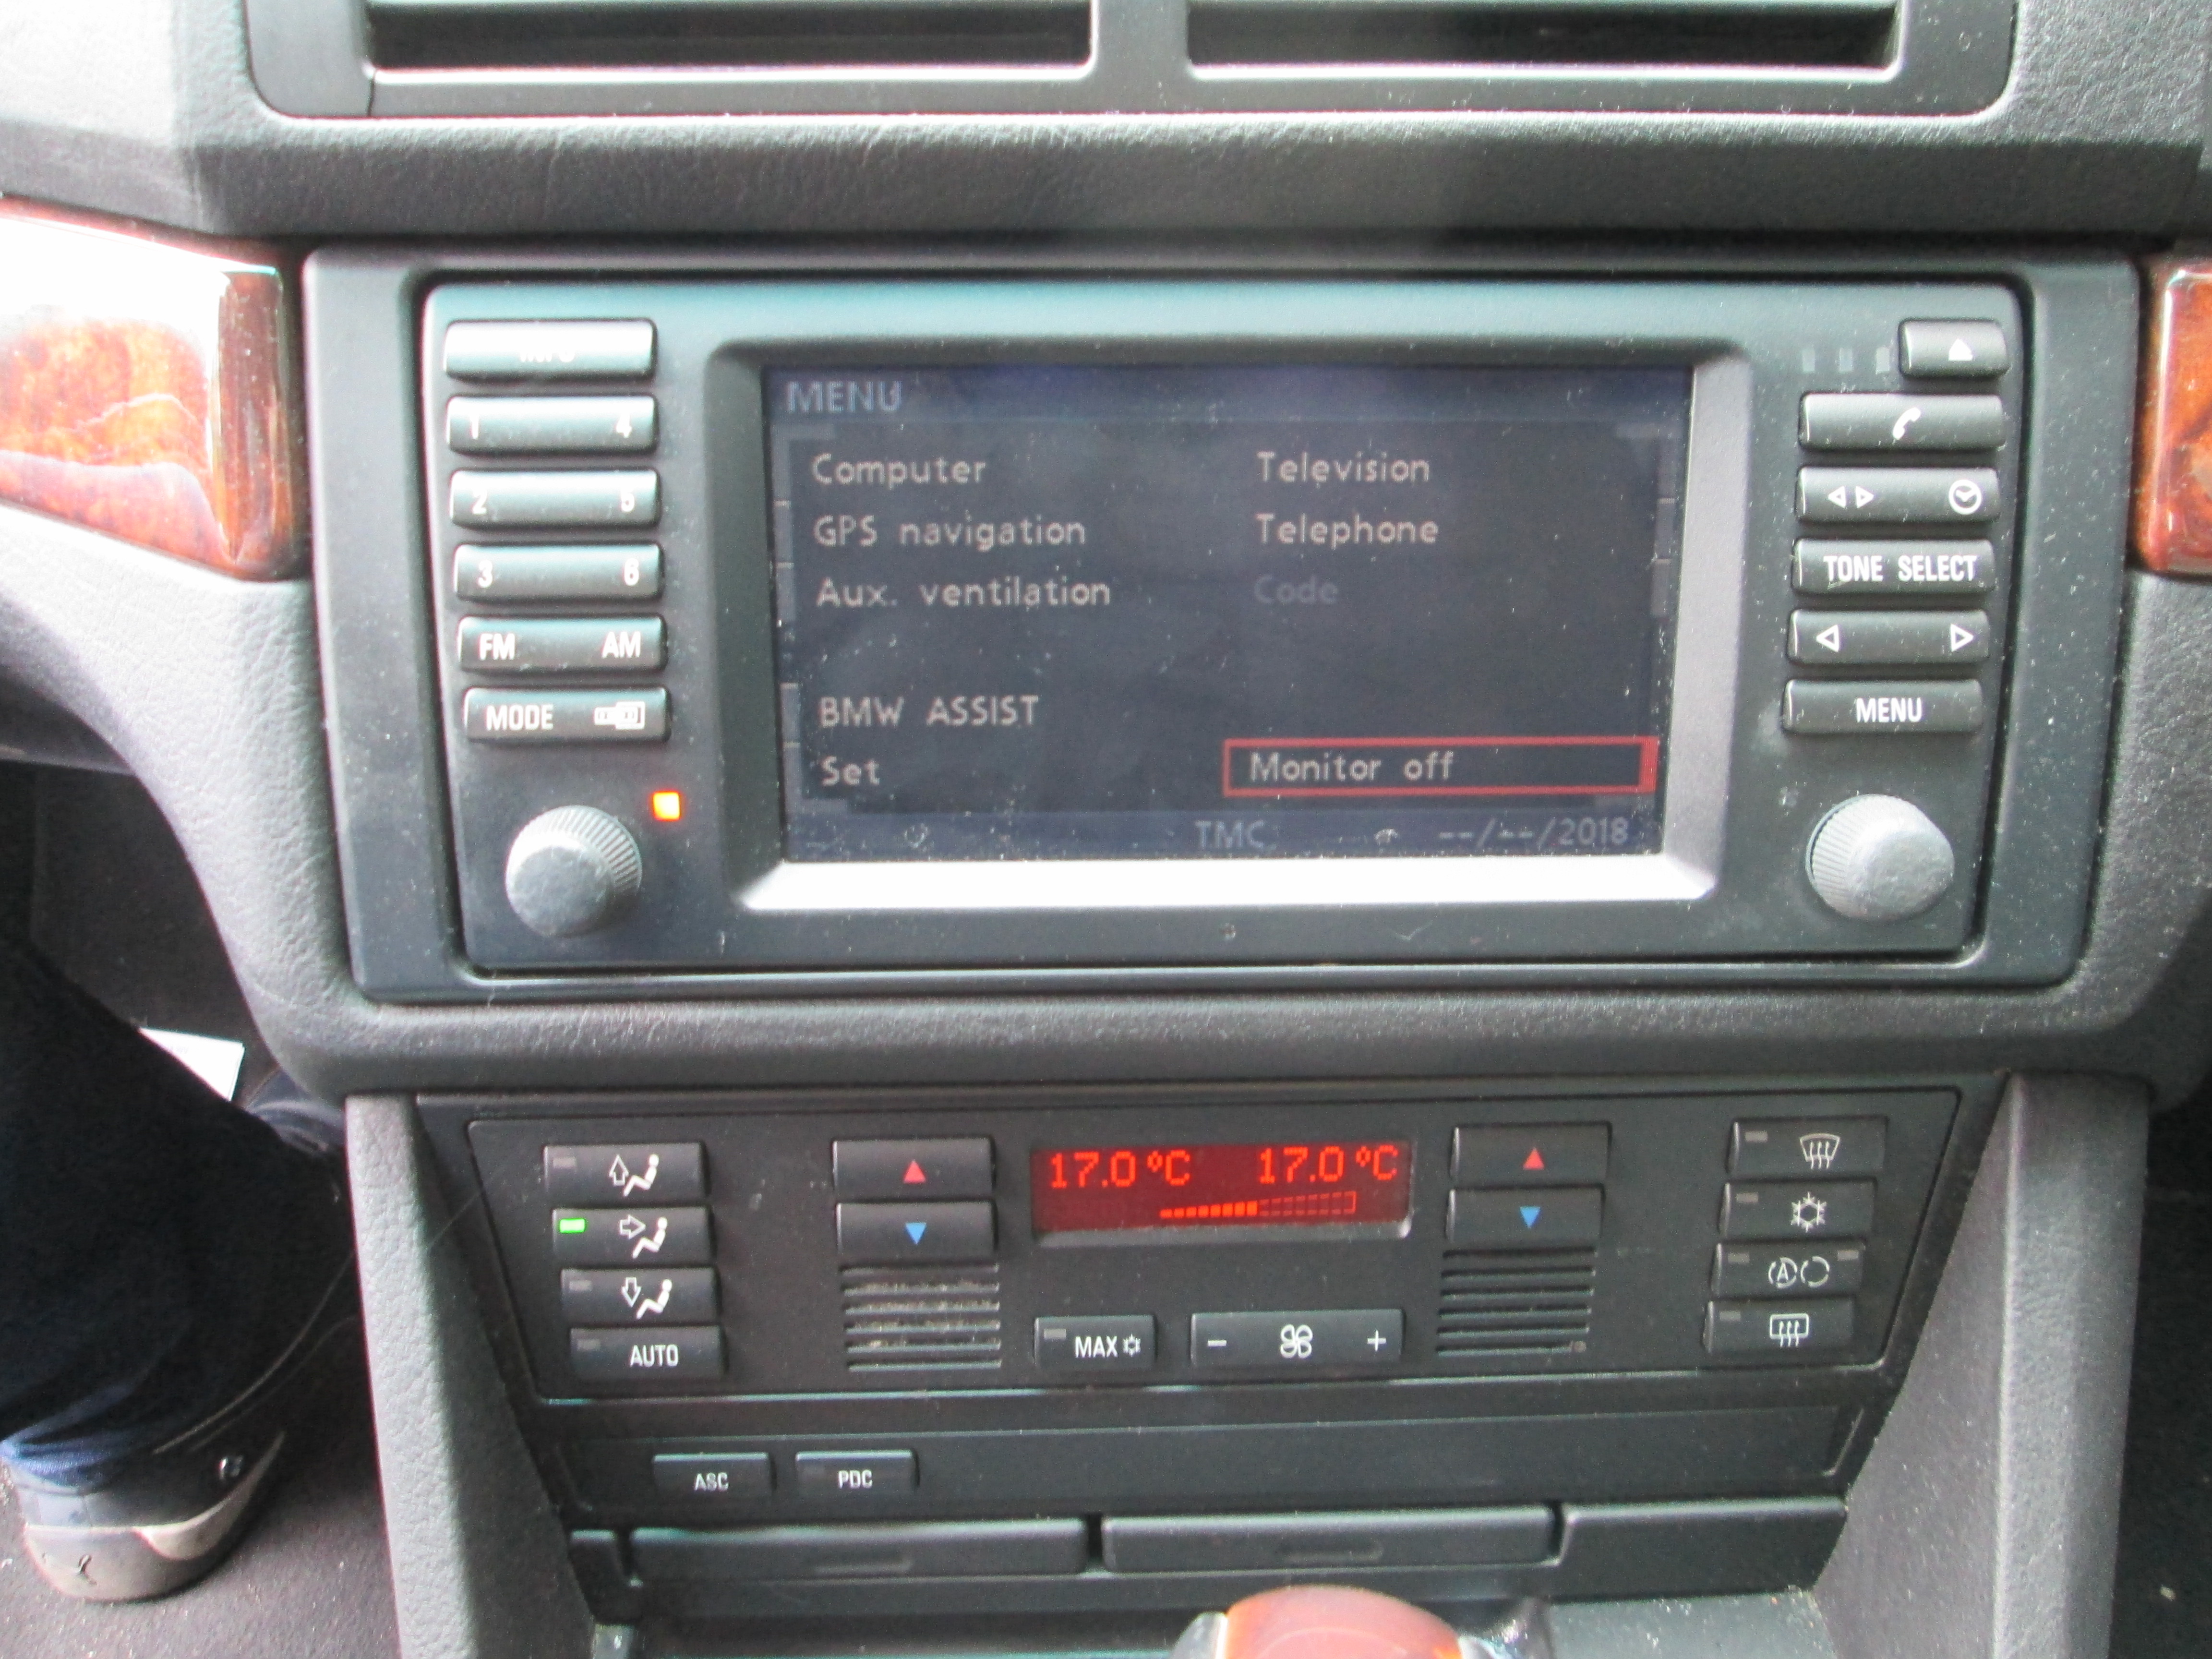 MENU
Computer Television
GPS navigation Telephone
Aux. ventilation Code
BMW ASSIST
Set Monitor off
TMC --/--/2018
1 4
2 5
3 6
FM AM
MODE
TONE SELECT
MENU
17.0 °C 17.0 °C
A
AUTO
MAX
- +
ASC PDC